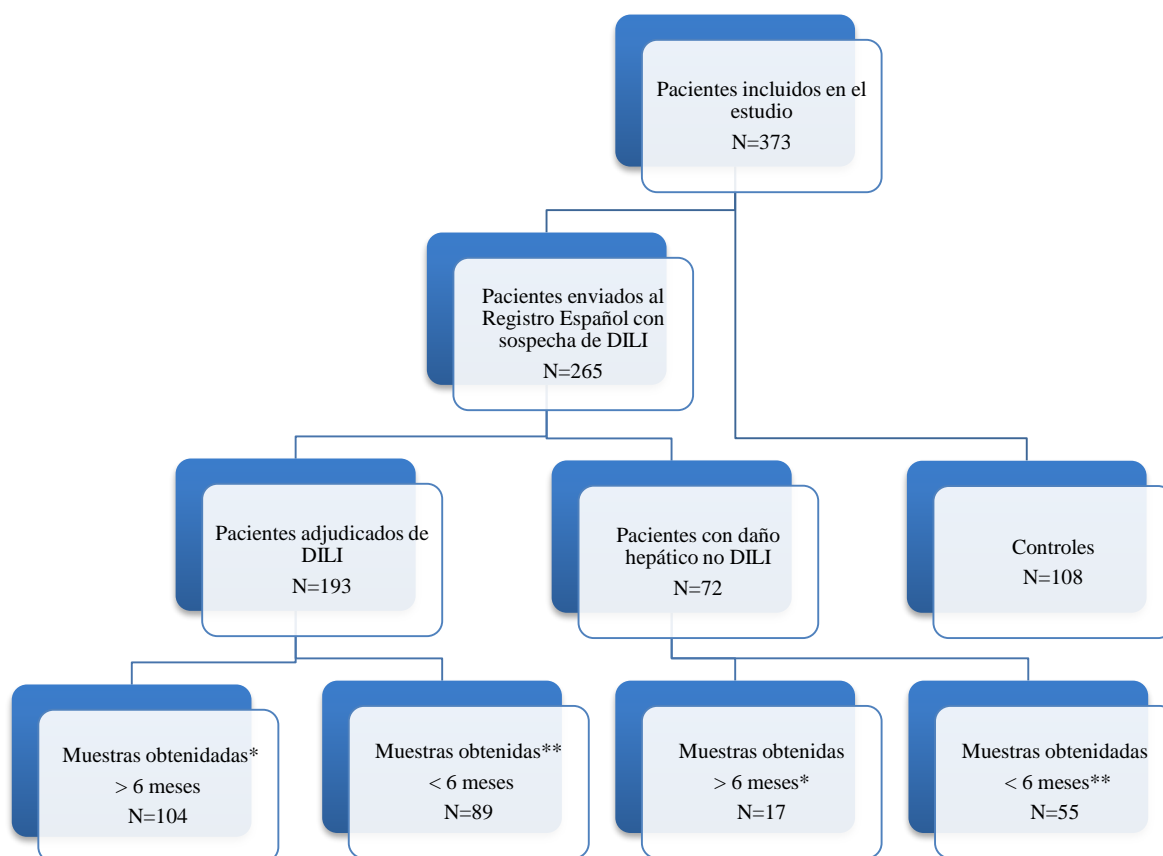 Pacientes incluidos en el
estudio
N=373
Pacientes enviados al
Registro Español con
sospecha de DILI
N=265
Pacientes adjudicados de
DILI
N=193
Pacientes con daño
hepático no DILI
N=72
Controles
N=108
Muestras obtenidadas*
> 6 meses
N=104
Muestras obtenidas**
< 6 meses
N=89
Muestras obtenidas
> 6 meses*
N=17
Muestras obtenidadas
< 6 meses**
N=55